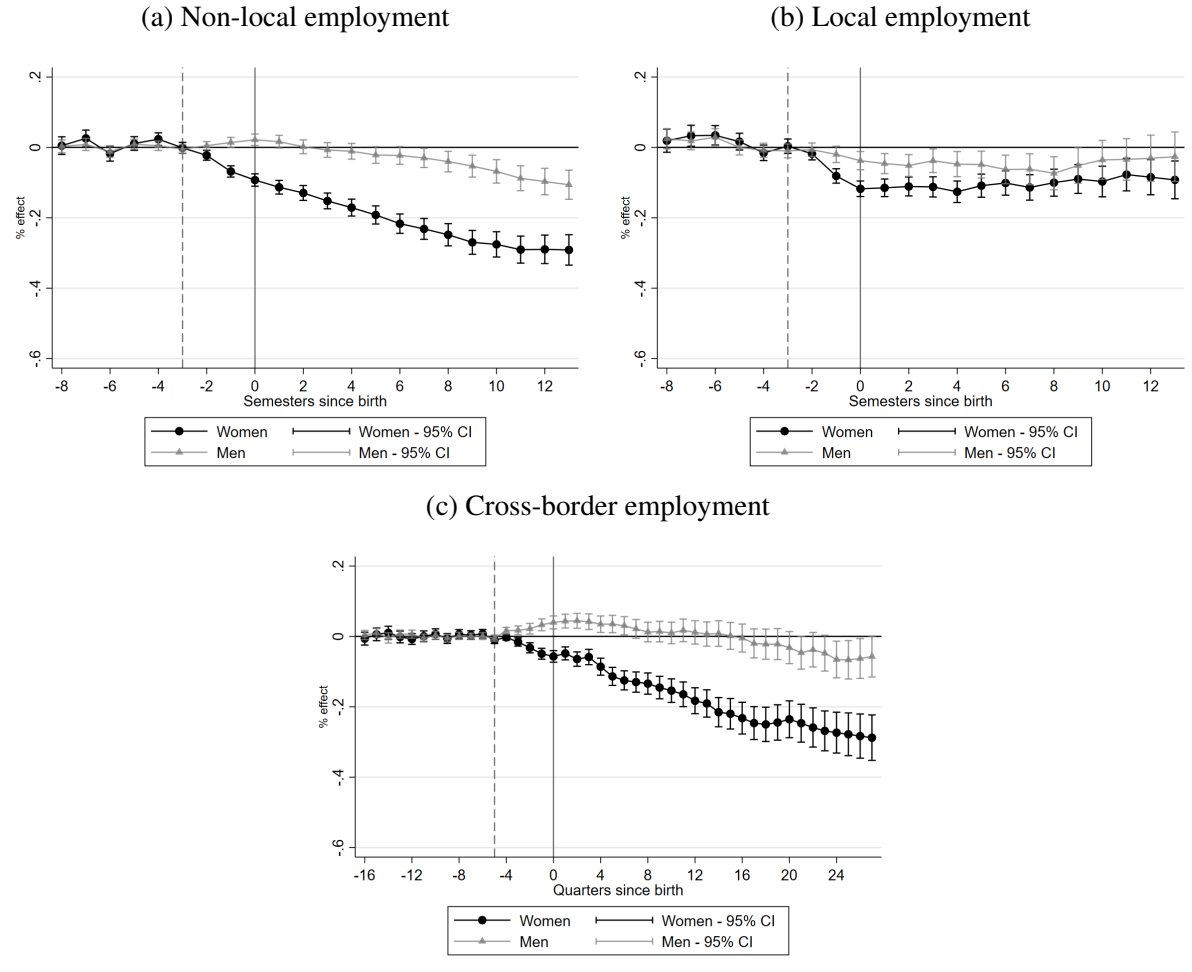 (a) Non-local employment
.2
0
-.2
-.4
-.6
% effect
-8 -6 -4 -2 0 2 4 6 8 10 12
Semesters since birth
Women Women - 95% CI
Men Men - 95% CI
(b) Local employment
.2
0
-.2
-.4
-.6
% effect
-8 -6 -4 -2 0 2 4 6 8 10 12
Semesters since birth
Women Women - 95% CI
Men Men - 95% CI
(c) Cross-border employment
.2
0
-.2
-.4
-.6
% effect
-16 -12 -8 -4 0 4 8 12 16 20 24
Quarters since birth
Women Women - 95% CI
Men Men - 95% CI